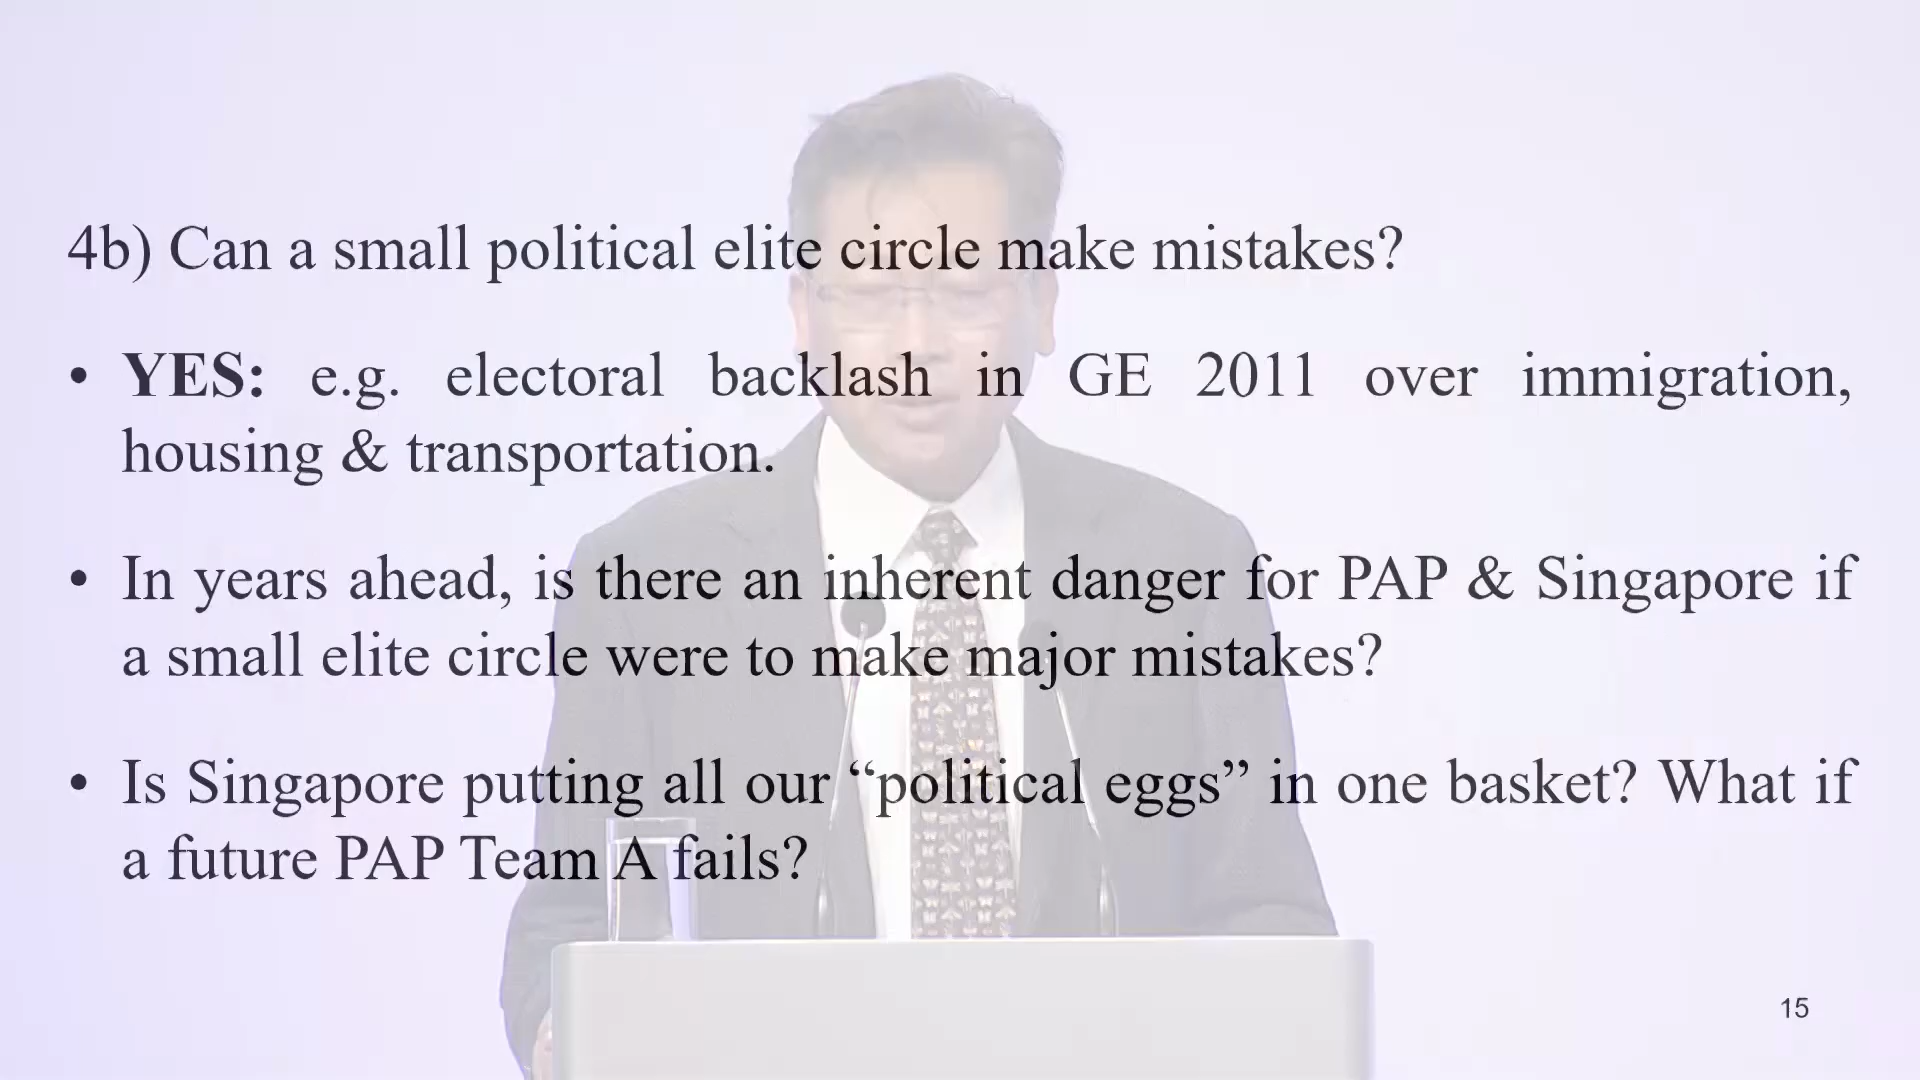 4b) Can a small political elite circle make mistakes?
• YES: e.g. electoral backlash in GE 2011 over immigration,
housing & transportation.
• In years ahead, is there an inherent danger for PAP & Singapore if
a small elite circle were to make major mistakes?
• Is Singapore putting all our “political eggs” in one basket? What if
a future PAP Team A fails?
15